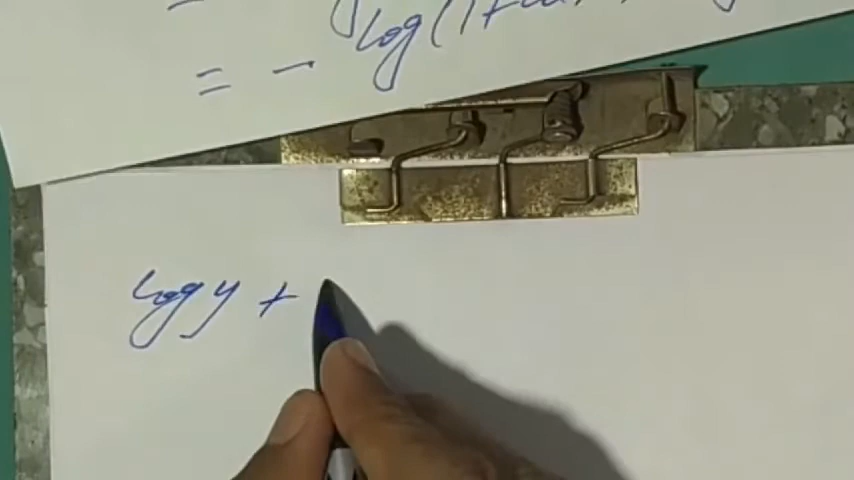 =
= - log(1+
log y +